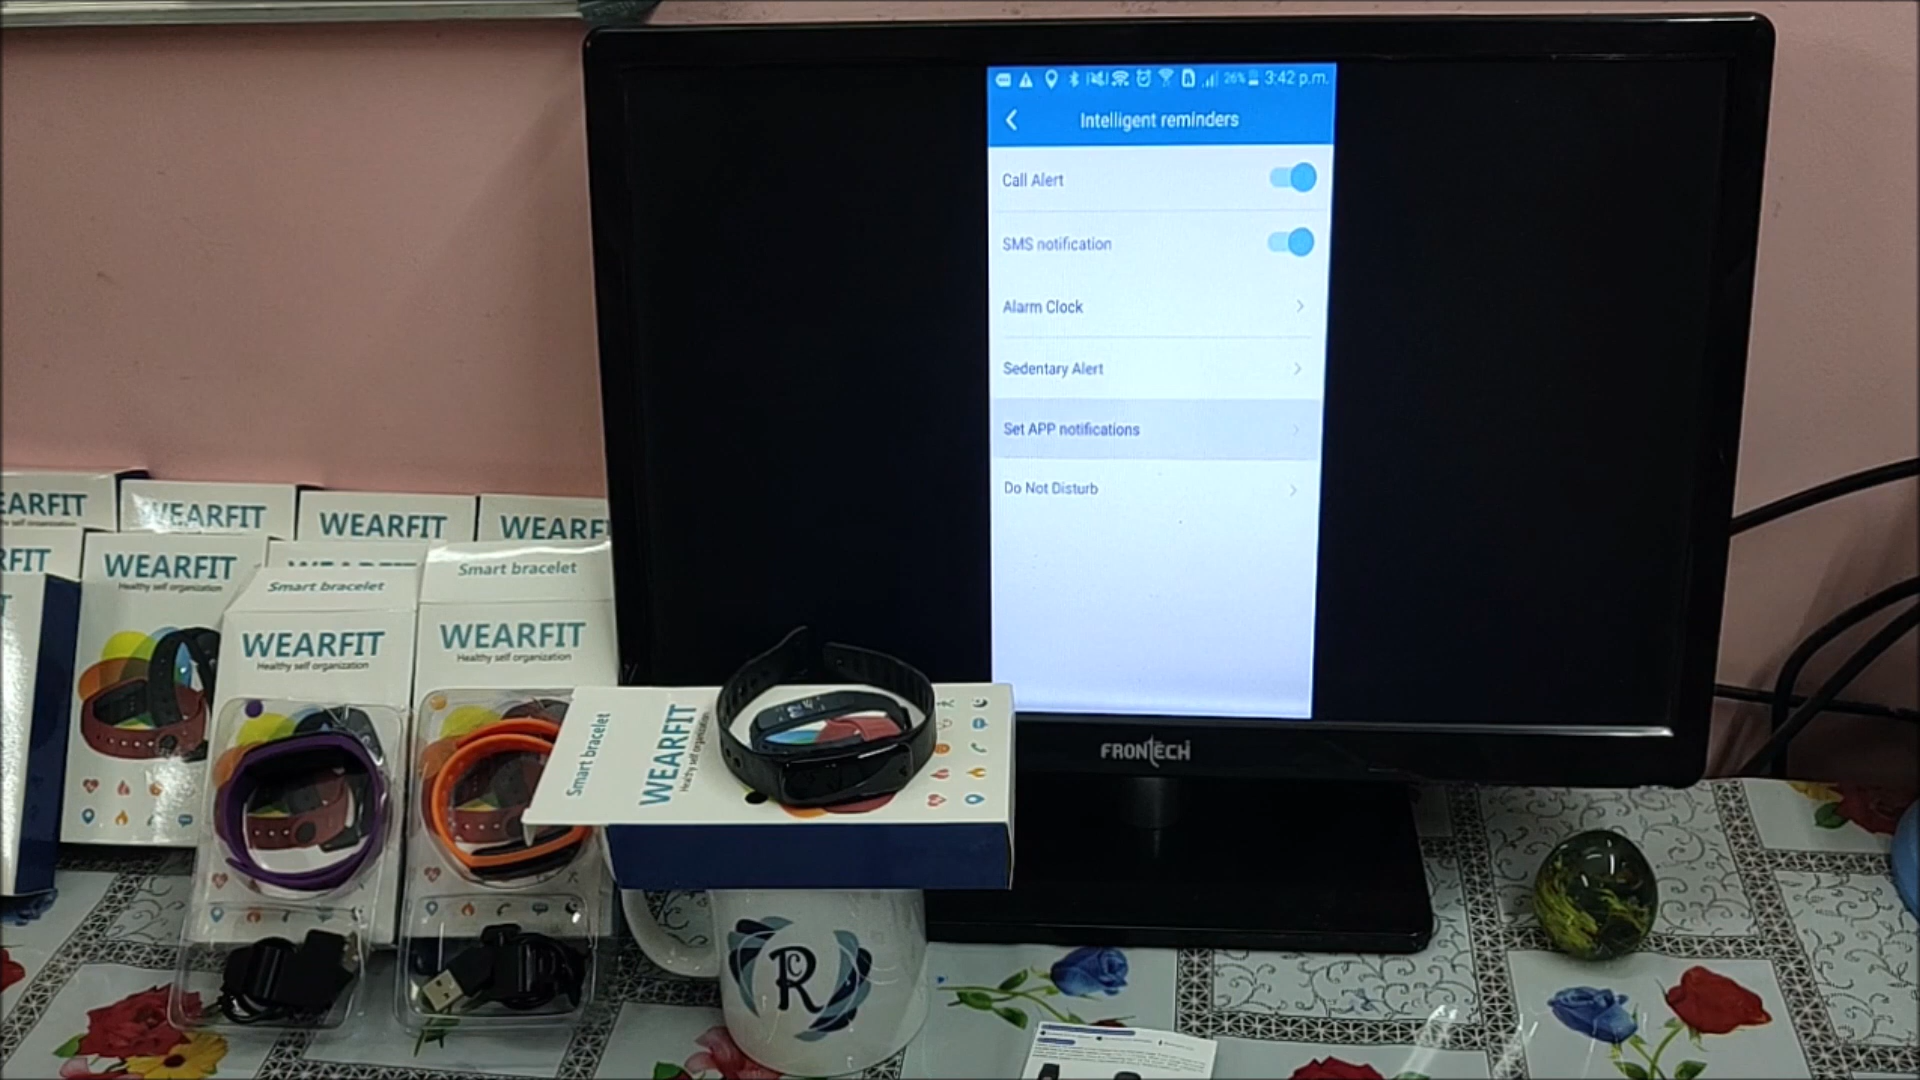 26% 3:42 p.m.
Intelligent reminders
Call Alert
SMS notification
Alarm Clock
Sedentary Alert
Set APP notifications
Do Not Disturb
FRONTECH
EARFIT
WEARFIT
WEARFIT
WEARF
RFIT
WEARFIT
Healthy self organization
Smart bracelet
WEARFIT
Healthy self organization
Smart bracelet
WEARFIT
Healthy self organization
Smart bracelet
WEARFIT
Healthy self organization
R
C